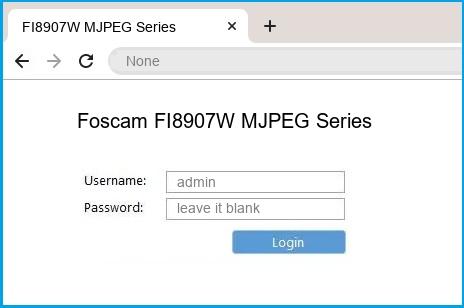 FI8907W MJPEG Series
None
Foscam FI8907W MJPEG Series
Username: admin
Password: leave it blank
Login